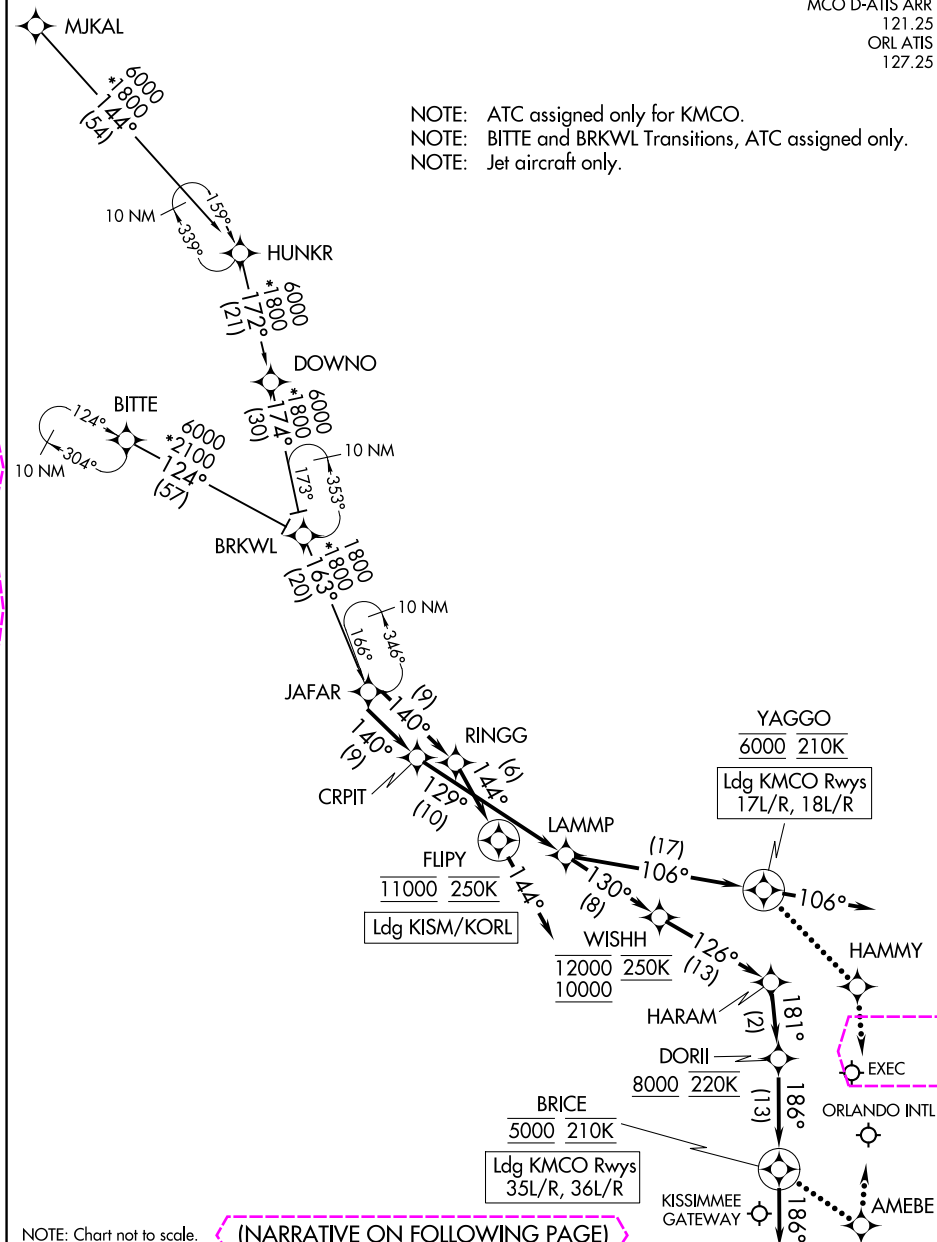 MCO D-ATIS ARR
121.25
ORL ATIS
127.25
MJKAL
6000
*1800
144°
(54)
NOTE: ATC assigned only for KMCO.
NOTE: BITTE and BRKWL Transitions, ATC assigned only.
NOTE: Jet aircraft only.
10 NM
159°
339°
HUNKR
6000
*1800
172°
(21)
DOWNO
BITTE
124°
304°
10 NM
6000
*2100
124°
(57)
6000
*1800
174°
(30)
10 NM
173°
353°
BRKWL
1800
*1800
163°
(20)
10 NM
166°
346°
JAFAR
(9)
140°
140°
(9)
RINGG
(6)
144°
CRPIT
129°
(10)
YAGGO
6000 210K
Ldg KMCO Rwys
17L/R, 18L/R
LAMMP
(17)
106°
106°
FLIPY
11000 250K
Ldg KISM/KORL
144°
130°
(8)
WISHH
12000 250K
10000
126°
(13)
HAMMY
HARAM
181°
(2)
DORII
8000 220K
EXEC
186°
(13)
BRICE
5000 210K
Ldg KMCO Rwys
35L/R, 36L/R
ORLANDO INTL
KISSIMMEE
GATEWAY
186°
AMEBE
NOTE: Chart not to scale.
(NARRATIVE ON FOLLOWING PAGE)